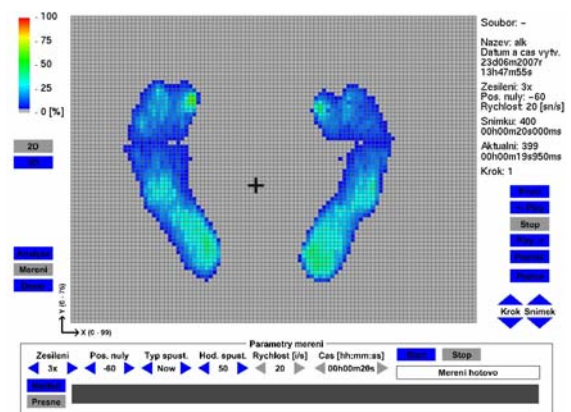 100
75
50
25
0 [%]
2D
Mereni
Y (0 - 75)
X (0 - 99)
Soubor: -
Nazev: alk
Datum a cas vytv.
23d06m2007r
13h47m55s
Zesileni: 3x
Pos. nuly: -60
Rychlost: 20 [sn/s]
Snimku: 400
00h00m20s000ms
Aktualni: 399
00h00m19s950ms
Krok: 1
Stop
Krok Snimek
Parametry mereni
Zesileni Pos. nuly Typ spust. Hod. spust. Rychlost [i/s] Cas [hh:mm:ss]
3x -60 Now 50 20 00h00m20s
Stop
Mereni hotovo
Presne